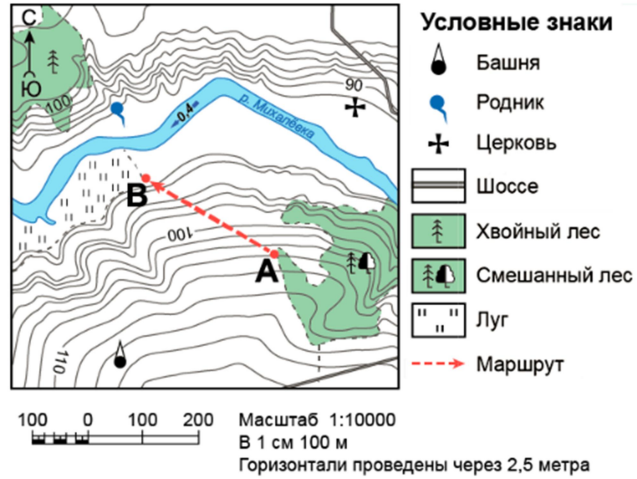 С
Ю
100
90
0,4
р. Михалёвка
B
100
A
110
Условные знаки
Башня
Родник
Церковь
Шоссе
Хвойный лес
Смешанный лес
Луг
Маршрут
100 0 100 200
Масштаб 1:10000
В 1 см 100 м
Горизонтали проведены через 2,5 метра